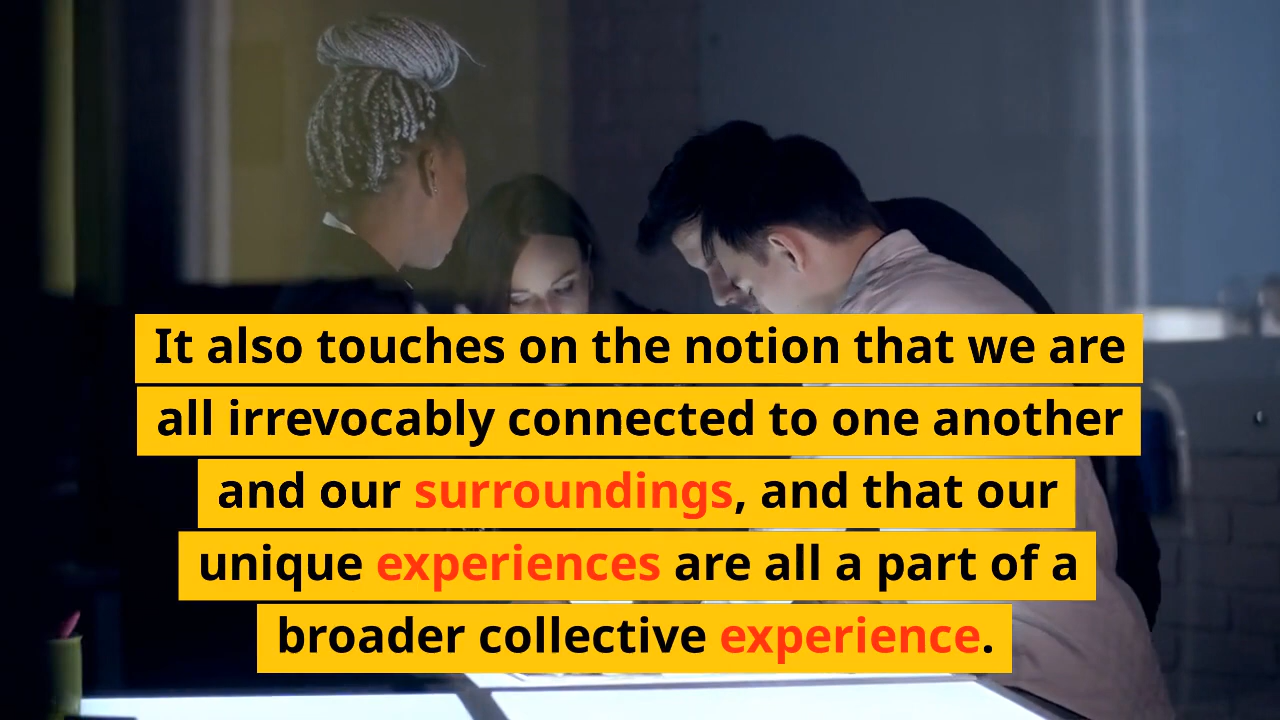 It also touches on the notion that we are
all irrevocably connected to one another
and our surroundings, and that our
unique experiences are all a part of a
broader collective experience.